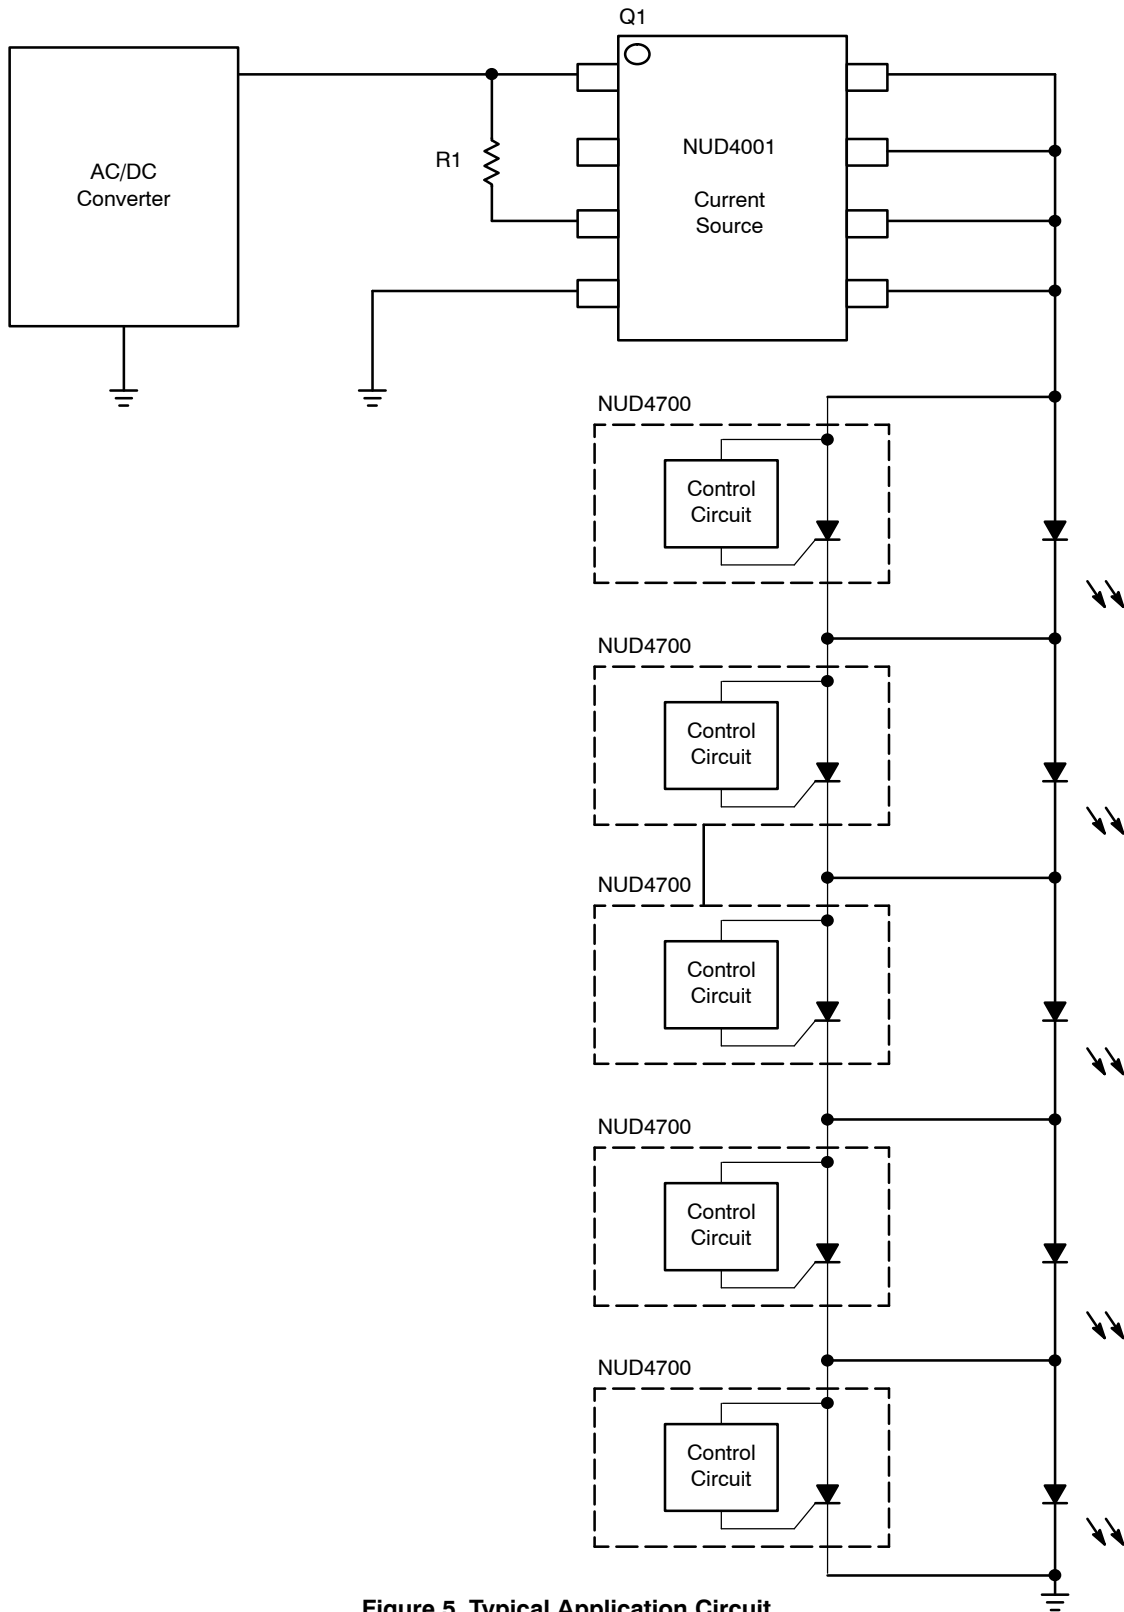 Q1
AC/DC
Converter
R1
NUD4001
Current
Source
NUD4700
Control
Circuit
NUD4700
Control
Circuit
NUD4700
Control
Circuit
NUD4700
Control
Circuit
NUD4700
Control
Circuit
Figure 5. Typical Application Circuit